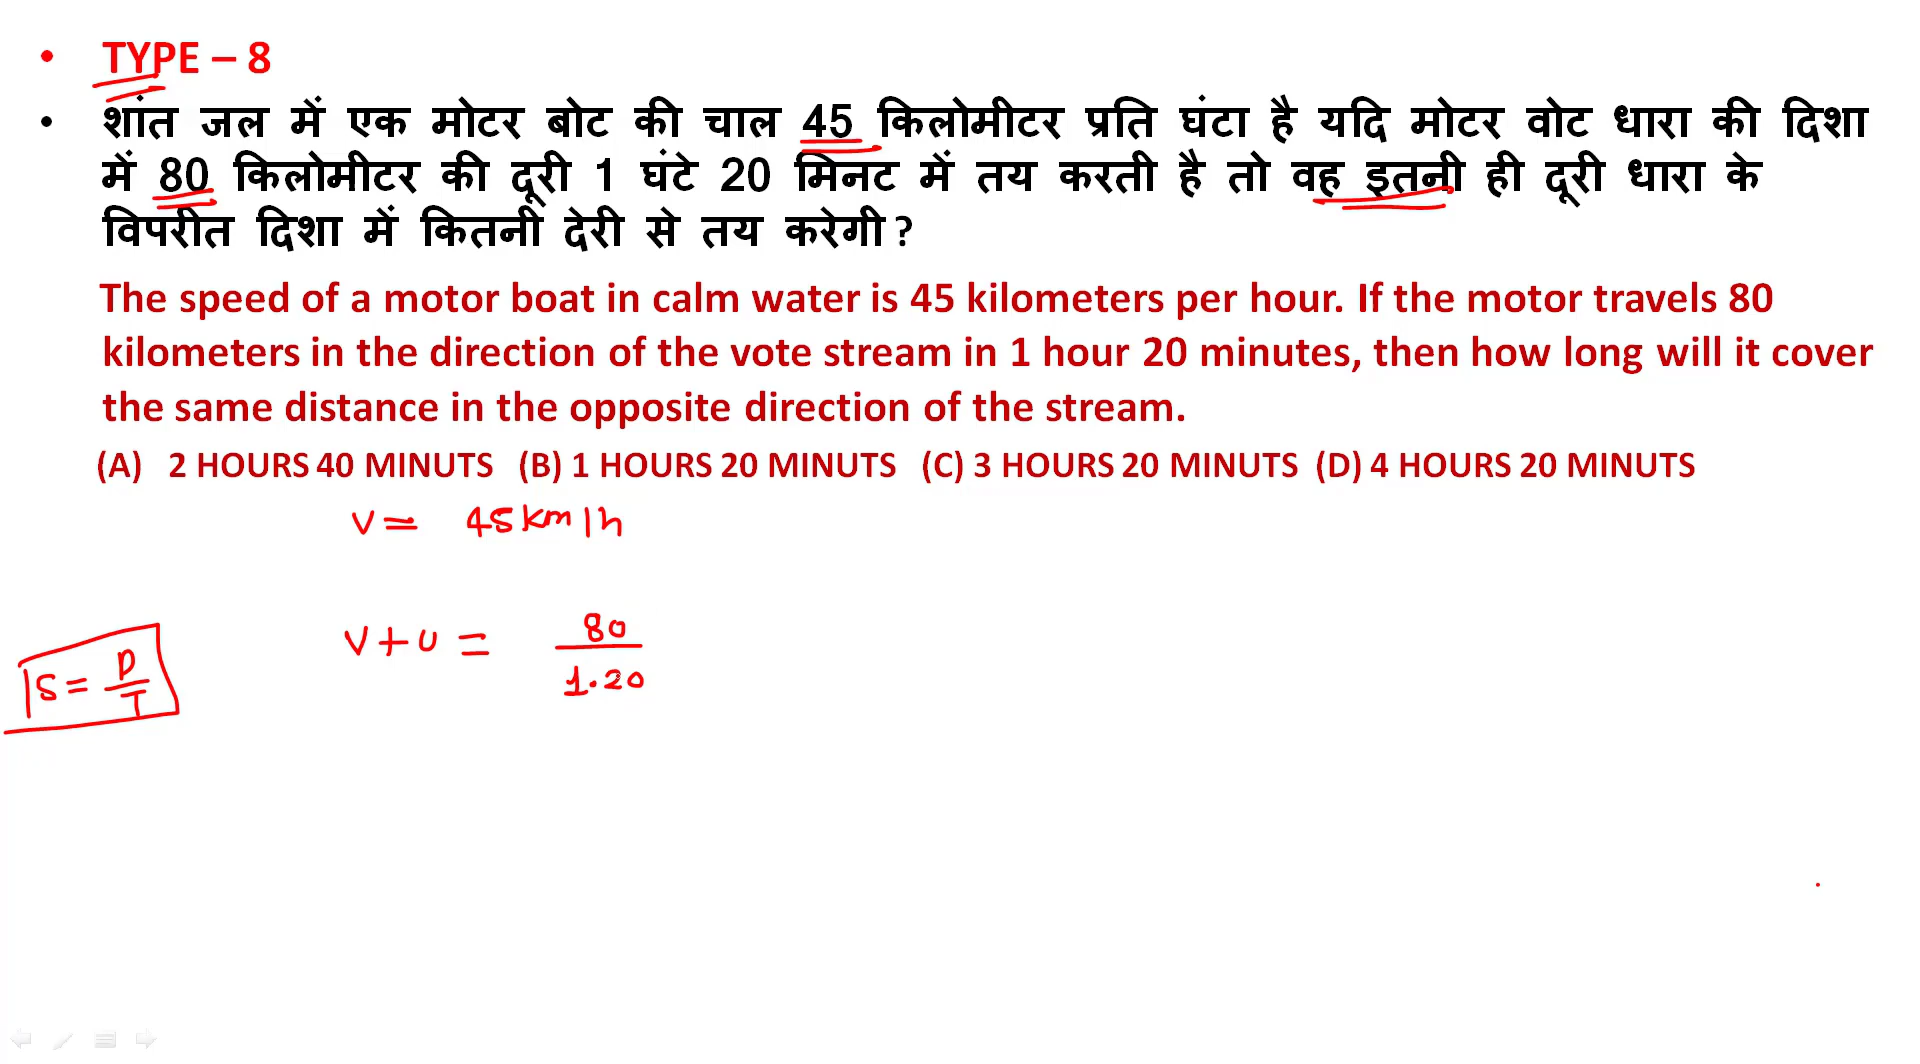 • TYPE – 8
• शांत जल में एक मोटर बोट की चाल 45 किलोमीटर प्रति घंटा है यदि मोटर वोट धारा की दिशा
में 80 किलोमीटर की दूरी 1 घंटे 20 मिनट में तय करती है तो वह इतनी ही दूरी धारा के
विपरीत दिशा में कितनी देरी से तय करेगी ?
The speed of a motor boat in calm water is 45 kilometers per hour. If the motor travels 80
kilometers in the direction of the vote stream in 1 hour 20 minutes, then how long will it cover
the same distance in the opposite direction of the stream.
(A) 2 HOURS 40 MINUTS (B) 1 HOURS 20 MINUTS (C) 3 HOURS 20 MINUTS (D) 4 HOURS 20 MINUTS
V = 45 km/h
V + U = 80/1.20
S = D/T